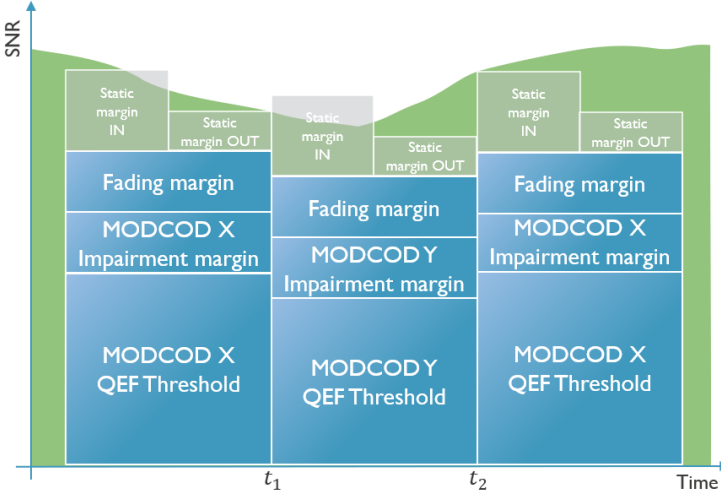 SNR
Static
margin
IN
Static
margin OUT
Fading margin
MODCOD X
Impairment margin
MODCOD X
QEF Threshold
Static
margin
IN
Static
margin OUT
Fading margin
MODCOD Y
Impairment margin
MODCOD Y
QEF Threshold
Static
margin
IN
Static
margin OUT
Fading margin
MODCOD X
Impairment margin
MODCOD X
QEF Threshold
t₁
t₂
Time